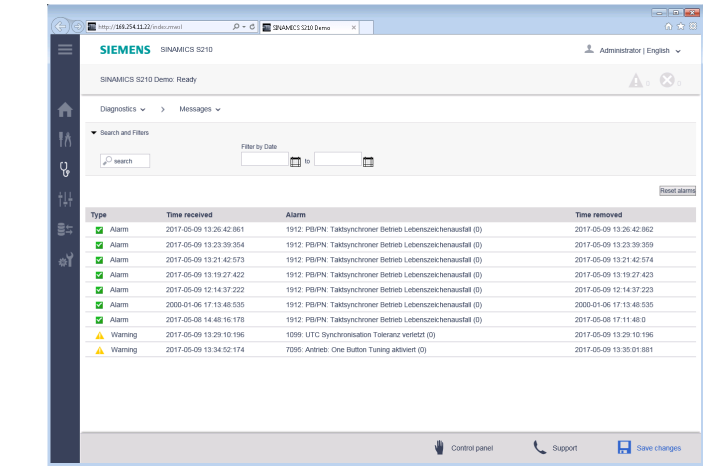 http://169.254.11.22/index.mwsl
SINAMICS S210 Demo
SIEMENS SINAMICS S210
Administrator | English
SINAMICS S210 Demo: Ready
0 0
Diagnostics > Messages
Search and Filters
Filter by Date
search to
Reset alarms
Type Time received Alarm Time removed
Alarm 2017-05-09 13:26:42:861 1912: PB/PN: Taktsynchroner Betrieb Lebenszeichenausfall (0) 2017-05-09 13:26:42:862
Alarm 2017-05-09 13:23:39:354 1912: PB/PN: Taktsynchroner Betrieb Lebenszeichenausfall (0) 2017-05-09 13:23:39:359
Alarm 2017-05-09 13:21:42:573 1912: PB/PN: Taktsynchroner Betrieb Lebenszeichenausfall (0) 2017-05-09 13:21:42:574
Alarm 2017-05-09 13:19:27:422 1912: PB/PN: Taktsynchroner Betrieb Lebenszeichenausfall (0) 2017-05-09 13:19:27:423
Alarm 2017-05-09 12:14:37:222 1912: PB/PN: Taktsynchroner Betrieb Lebenszeichenausfall (0) 2017-05-09 12:14:37:223
Alarm 2000-01-06 17:13:48:535 1912: PB/PN: Taktsynchroner Betrieb Lebenszeichenausfall (0) 2000-01-06 17:13:48:535
Alarm 2017-05-08 14:48:16:178 1912: PB/PN: Taktsynchroner Betrieb Lebenszeichenausfall (0) 2017-05-08 17:11:48:0
Warning 2017-05-09 13:29:10:196 1099: UTC Synchronisation Toleranz verletzt (0) 2017-05-09 13:29:10:196
Warning 2017-05-09 13:34:52:174 7095: Antrieb: One Button Tuning aktiviert (0) 2017-05-09 13:35:01:881
Control panel Support Save changes